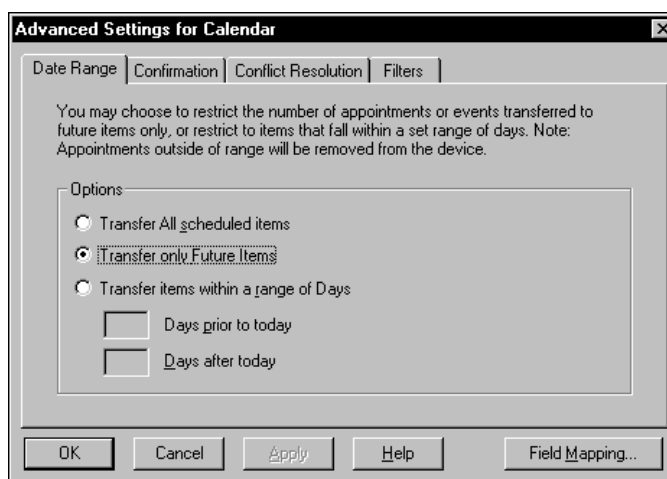 Advanced Settings for Calendar
Date Range Confirmation Conflict Resolution Filters
You may choose to restrict the number of appointments or events transferred to
future items only, or restrict to items that fall within a set range of days. Note:
Appointments outside of range will be removed from the device.
Options
Transfer All scheduled items
Transfer only Future Items
Transfer items within a range of Days
Days prior to today
Days after today
OK Cancel Apply Help Field Mapping...